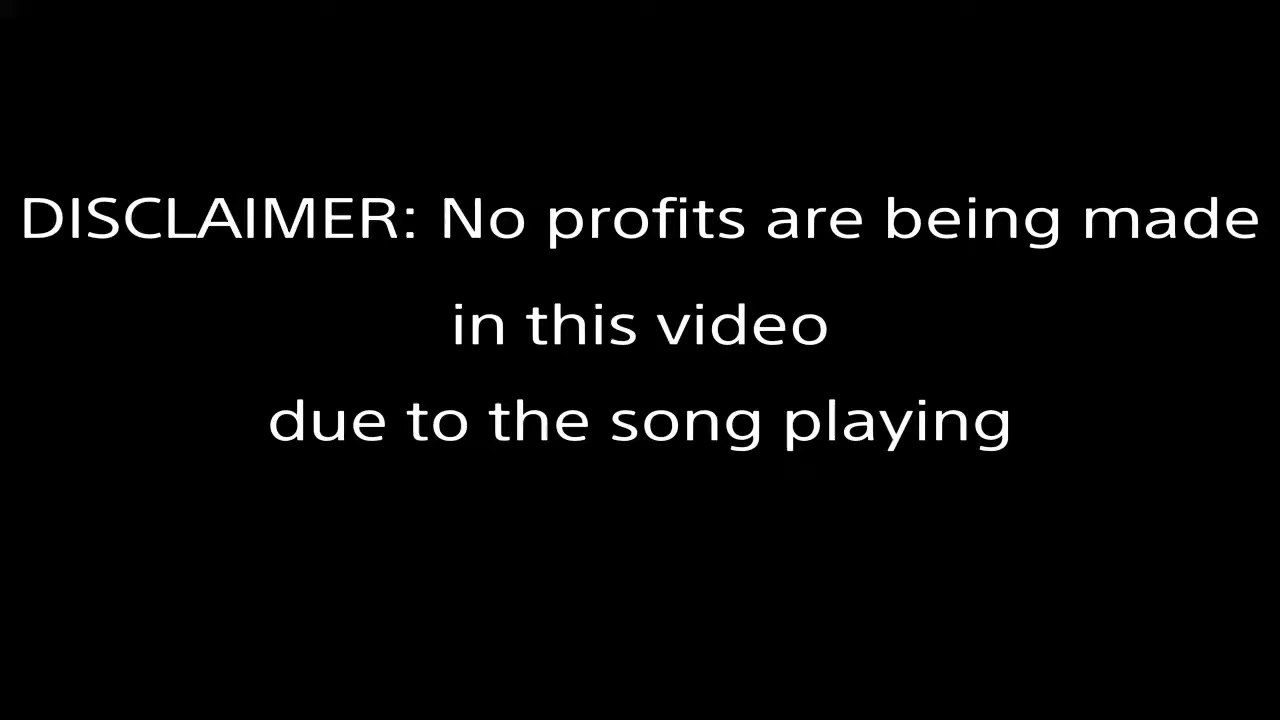 DISCLAIMER: No profits are being made
in this video
due to the song playing